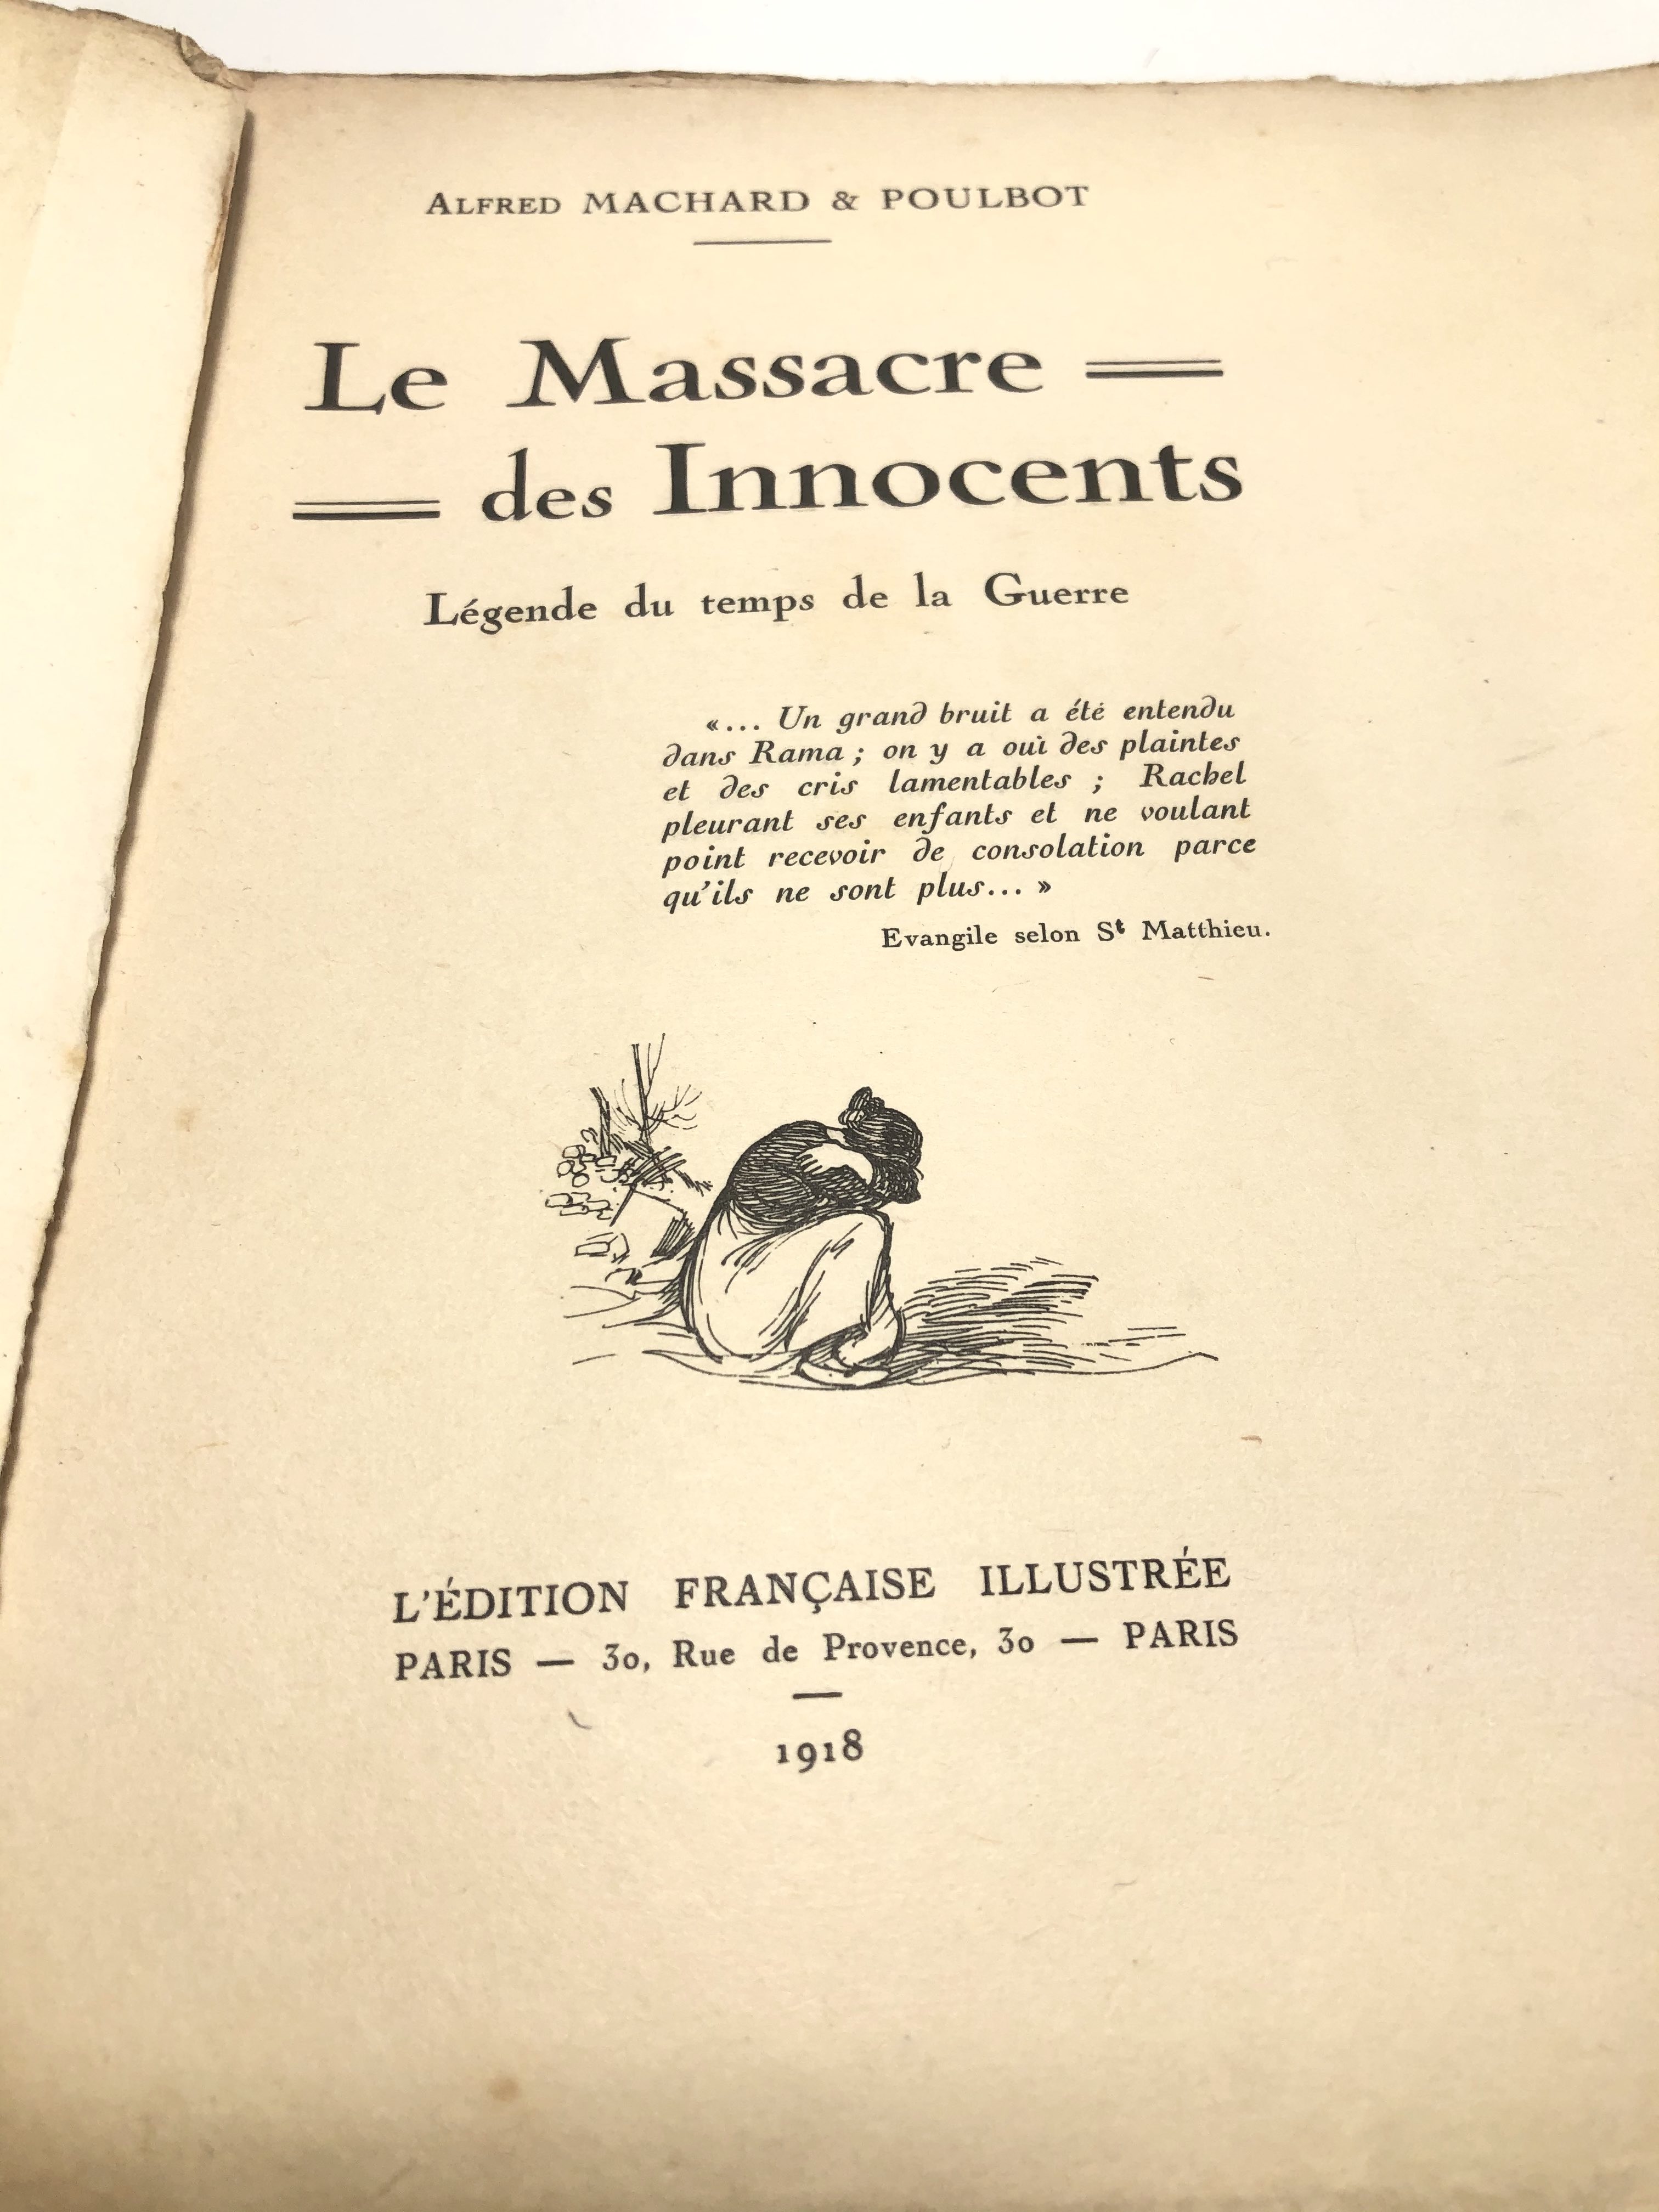 ALFRED MACHARD & POULBOT
Le Massacre
des Innocents
Légende du temps de la Guerre
«... Un grand bruit a été entendu
dans Rama ; on y a ouï des plaintes
et des cris lamentables ; Rachel
pleurant ses enfants et ne voulant
point recevoir de consolation parce
qu'ils ne sont plus... »
Evangile selon St Matthieu.
L'ÉDITION FRANÇAISE ILLUSTRÉE
PARIS — 30, Rue de Provence, 30 — PARIS
1918